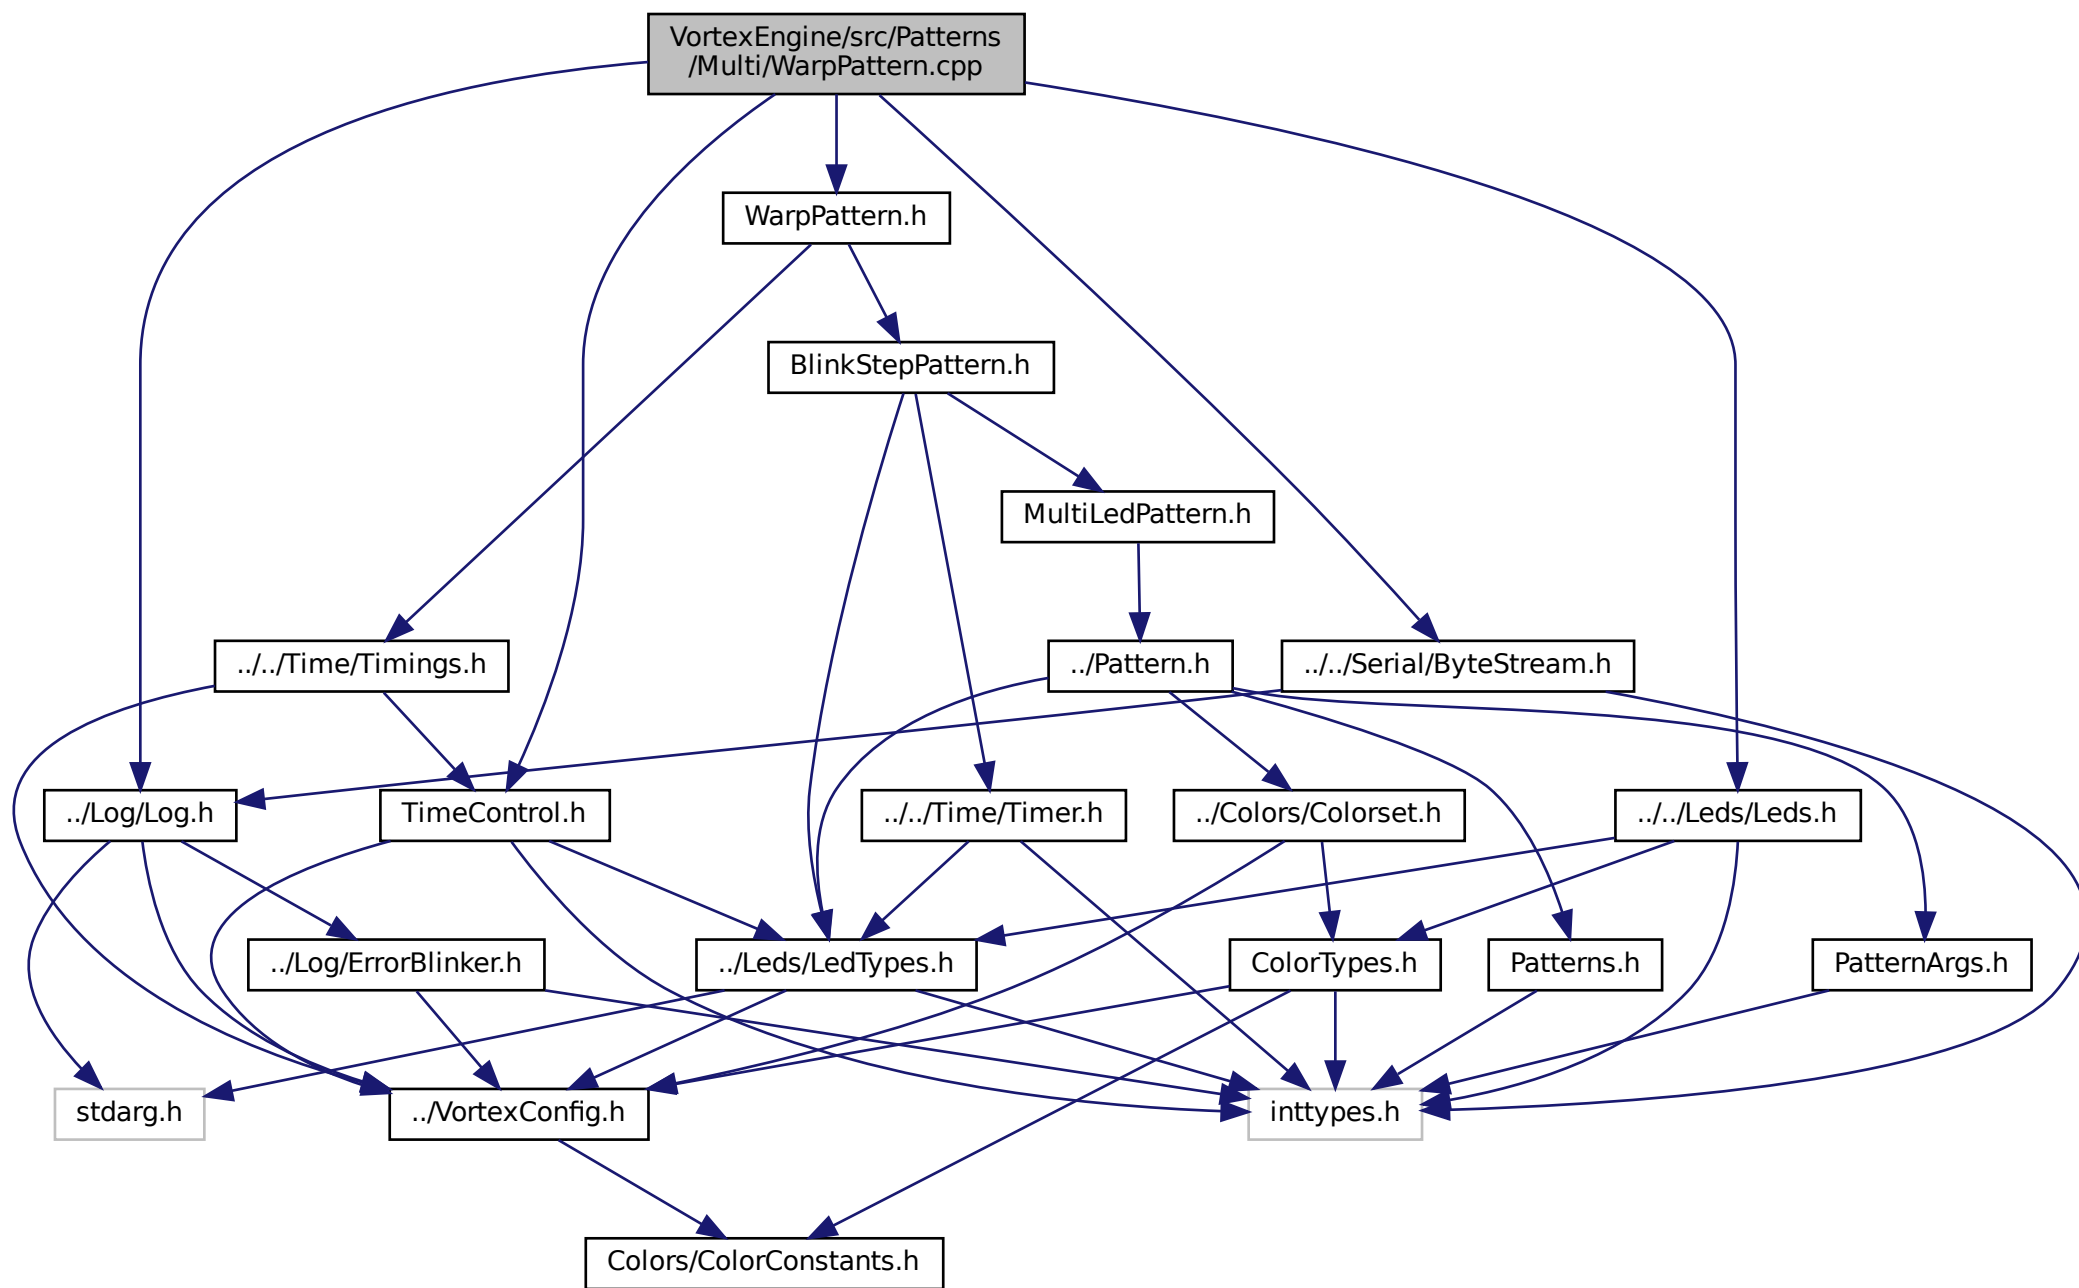 VortexEngine/src/Patterns
/Multi/WarpPattern.cpp
WarpPattern.h
BlinkStepPattern.h
MultiLedPattern.h
../../Time/Timings.h
../Pattern.h
../../Serial/ByteStream.h
../Log/Log.h
TimeControl.h
../../Time/Timer.h
../Colors/Colorset.h
../../Leds/Leds.h
../Log/ErrorBlinker.h
../Leds/LedTypes.h
ColorTypes.h
Patterns.h
PatternArgs.h
stdarg.h
../VortexConfig.h
inttypes.h
Colors/ColorConstants.h